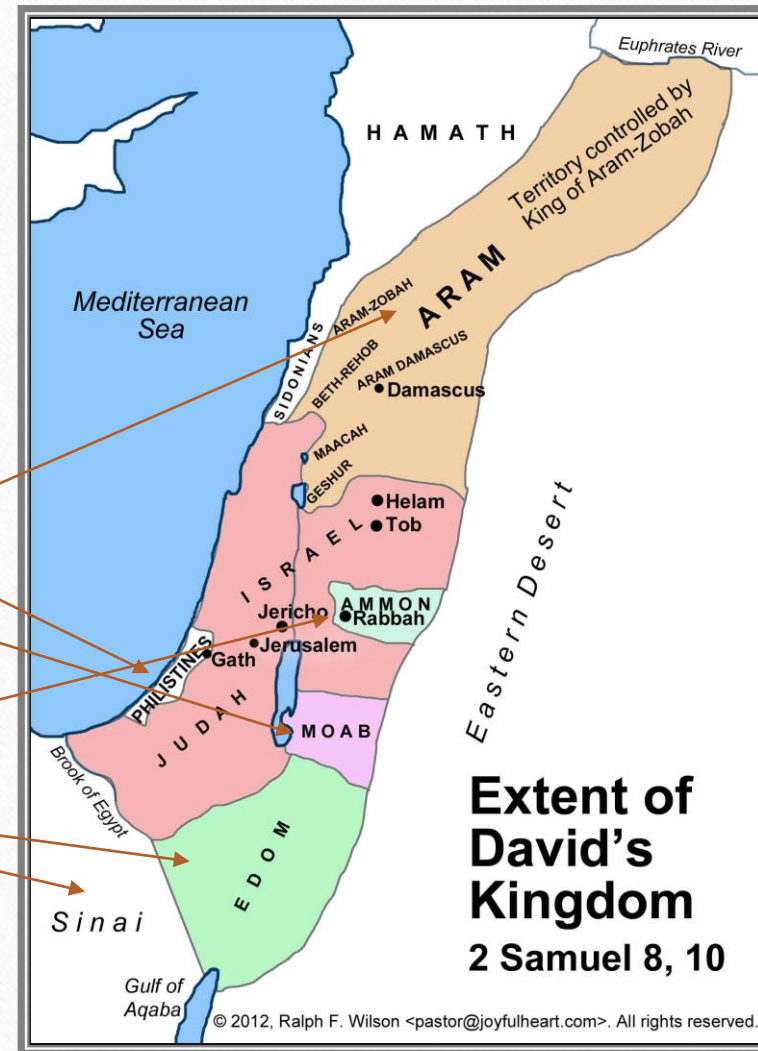 Euphrates River
HAMATH
Territory controlled by
King of Aram-Zobah
ARAM
Mediterranean
Sea
ARAM-ZOBAH
SIDONIANS
BETH-REHOB
ARAM DAMASCUS
Damascus
MAACAH
GESHUR
Helam
Tob
ISRAEL
Eastern Desert
AMMON
Jericho
Rabbah
Jerusalem
Gath
PHILISTINES
JUDAH
MOAB
Brook of Egypt
EDOM
Extent of
David's
Kingdom
2 Samuel 8, 10
Sinai
Gulf of
Aqaba
© 2012, Ralph F. Wilson <pastor@joyfulheart.com>. All rights reserved.